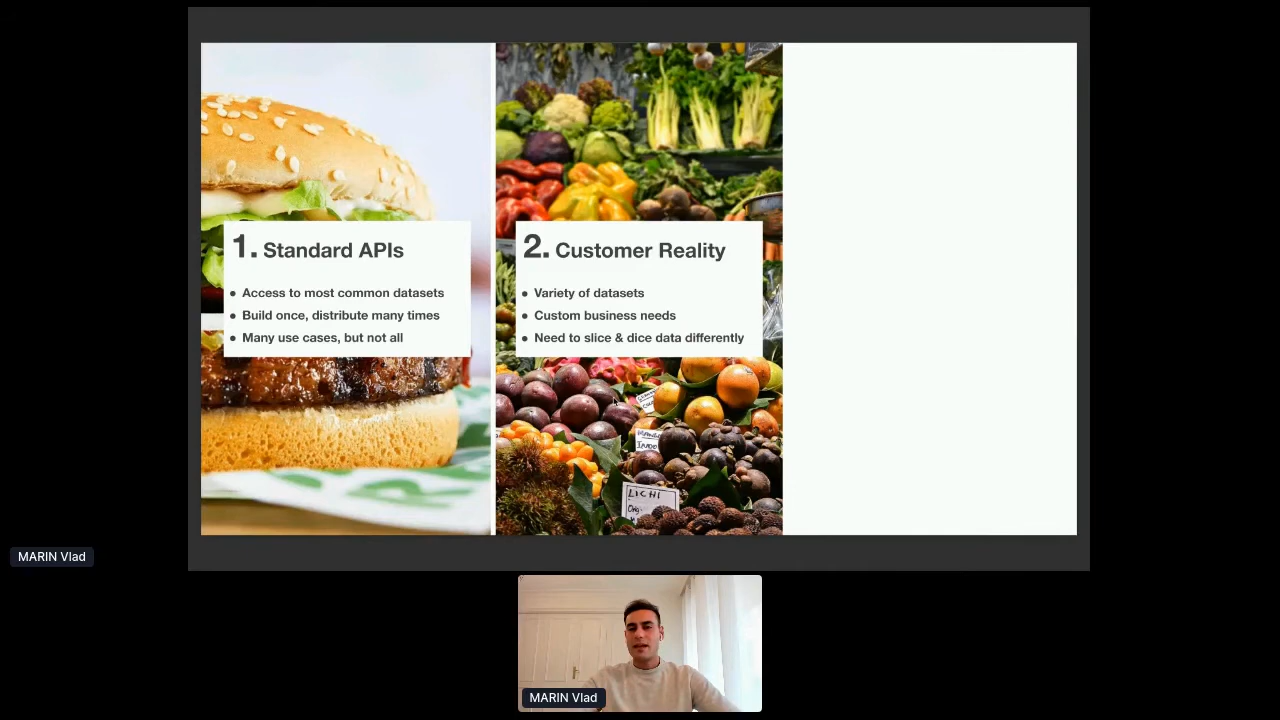 1. Standard APIs
• Access to most common datasets
• Build once, distribute many times
• Many use cases, but not all
2. Customer Reality
• Variety of datasets
• Custom business needs
• Need to slice & dice data differently
LICHI
MARIN Vlad
MARIN Vlad